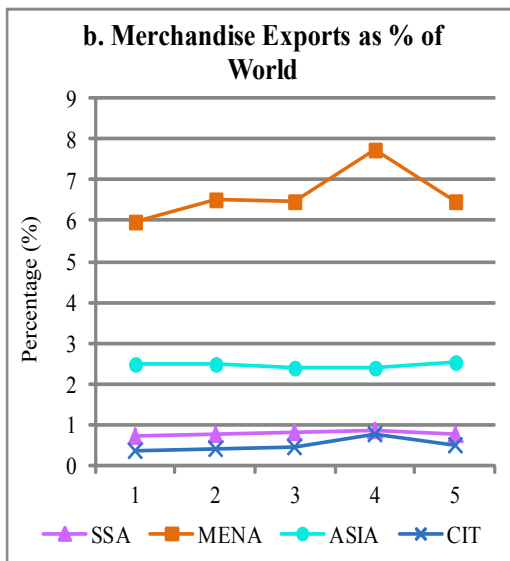 b. Merchandise Exports as % of
World
Percentage (%)
9
8
7
6
5
4
3
2
1
0
1 2 3 4 5
SSA MENA ASIA CIT